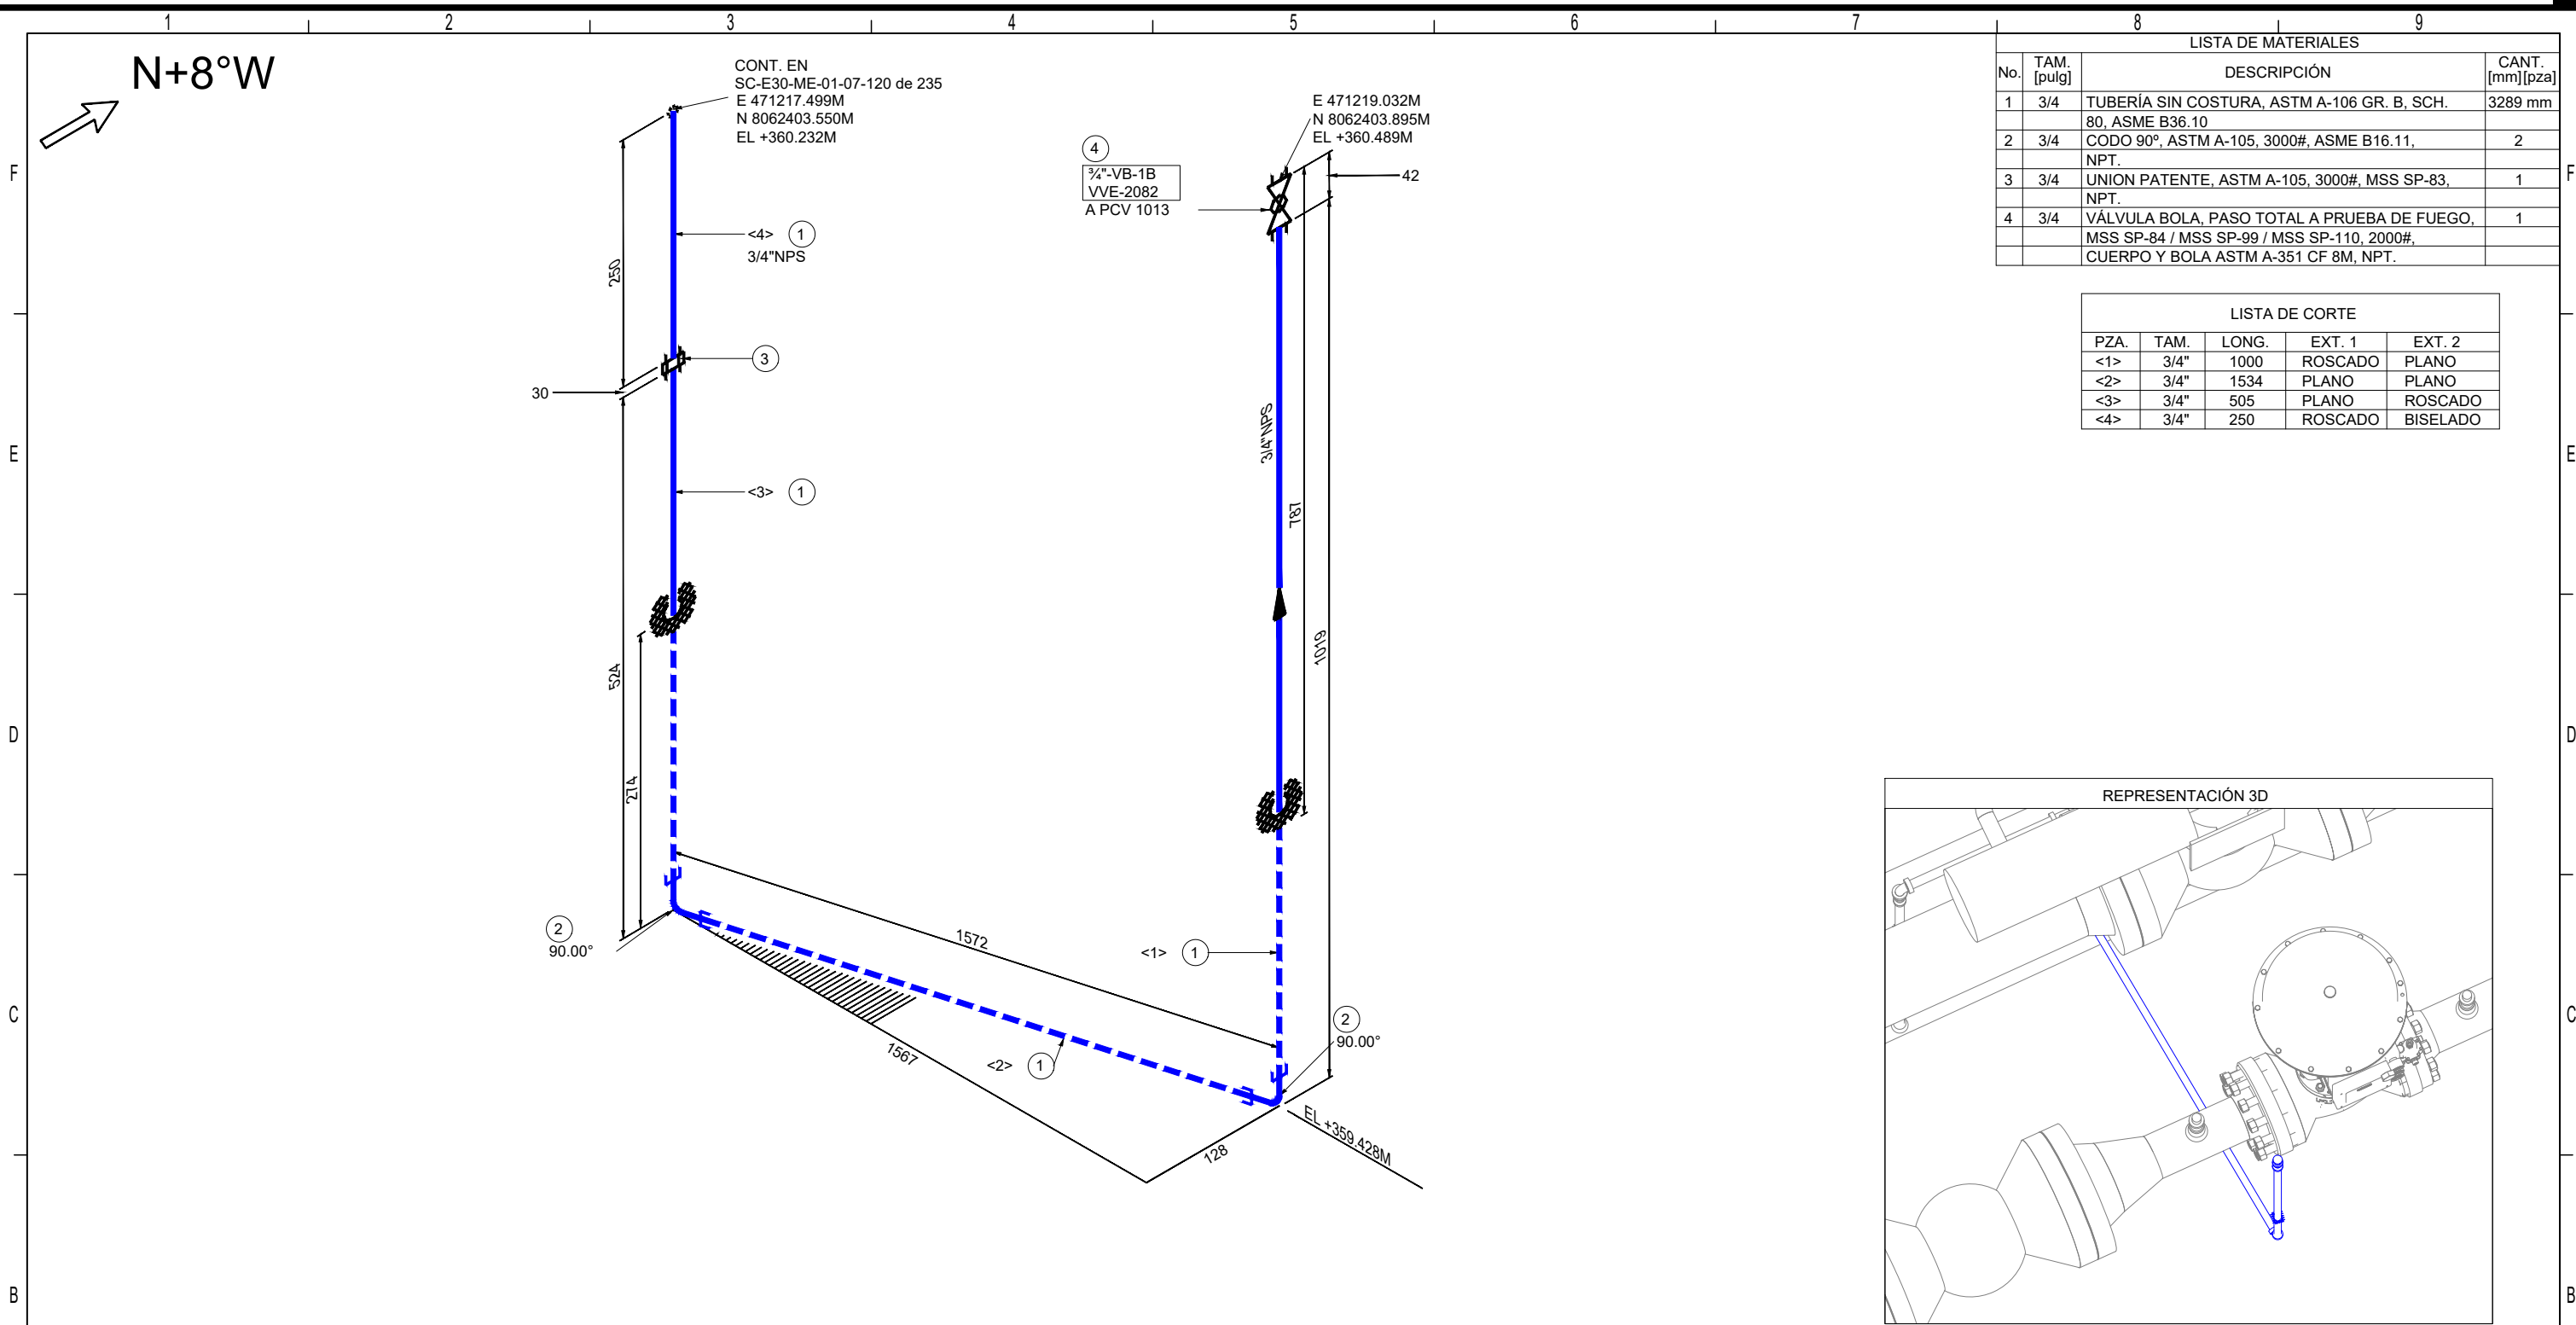 1 2 3 4 5 6 7 8 9
N+8°W
CONT. EN
SC-E30-ME-01-07-120 de 235
E 471217.499M
N 8062403.550M
EL +360.232M
E 471219.032M
N 8062403.895M
EL +360.489M
4
¾"-VB-1B
VVE-2082
A PCV 1013
42
<4> 1
3/4"NPS
250
3
30
<3> 1
3/4"NPS
787
1019
524
274
2
90.00°
1572
<1> 1
2
90.00°
1567
<2> 1
EL +359.428M
128
LISTA DE MATERIALES
No. TAM. [pulg] DESCRIPCIÓN CANT. [mm][pza]
1 3/4 TUBERÍA SIN COSTURA, ASTM A-106 GR. B, SCH. 3289 mm
80, ASME B36.10
2 3/4 CODO 90º, ASTM A-105, 3000#, ASME B16.11, 2
NPT.
3 3/4 UNION PATENTE, ASTM A-105, 3000#, MSS SP-83, 1
NPT.
4 3/4 VÁLVULA BOLA, PASO TOTAL A PRUEBA DE FUEGO, 1
MSS SP-84 / MSS SP-99 / MSS SP-110, 2000#,
CUERPO Y BOLA ASTM A-351 CF 8M, NPT.
LISTA DE CORTE
PZA. TAM. LONG. EXT. 1 EXT. 2
<1> 3/4" 1000 ROSCADO PLANO
<2> 3/4" 1534 PLANO PLANO
<3> 3/4" 505 PLANO ROSCADO
<4> 3/4" 250 ROSCADO BISELADO
REPRESENTACIÓN 3D
F F
E E
D D
C C
B B